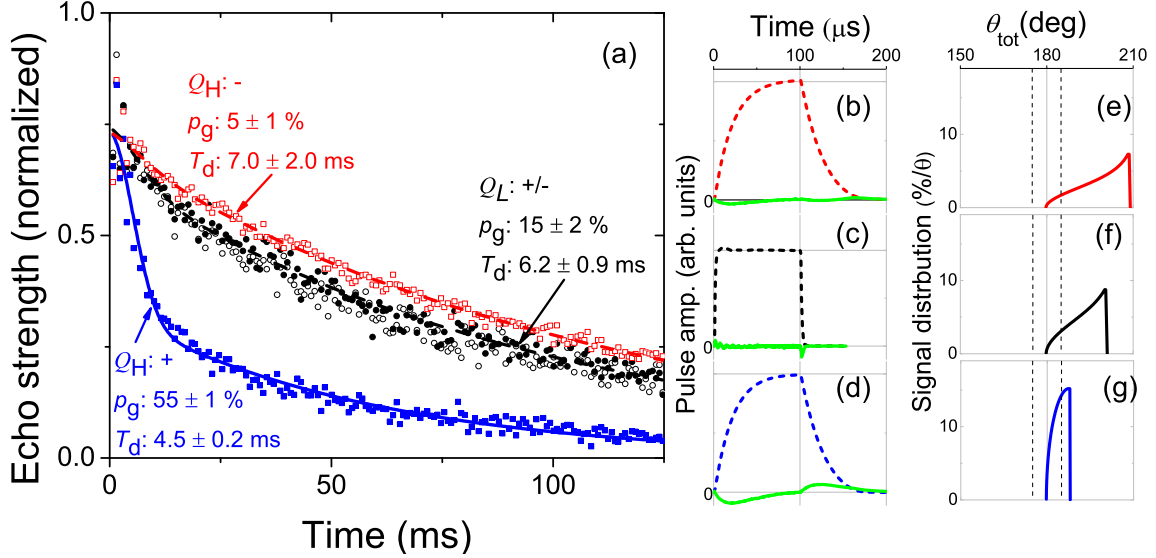 Echo strength (normalized)
1.0
0.5
0.0
(a)
Q_H: -
p_g: 5 ± 1 %
T_d: 7.0 ± 2.0 ms
Q_L: +/-
p_g: 15 ± 2 %
T_d: 6.2 ± 0.9 ms
Q_H: +
p_g: 55 ± 1 %
T_d: 4.5 ± 0.2 ms
0 50 100
Time (ms)
Time (μs)
0 100 200
Pulse amp. (arb. units)
(b)
0
(c)
0
(d)
0
θ_tot(deg)
150 180 210
Signal distrbution (%/θ)
(e)
10
0
(f)
10
0
(g)
10
0